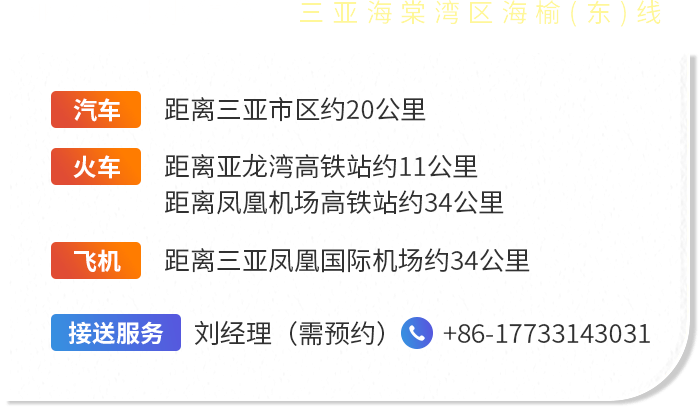 三亚海棠湾区海榆(东)线
汽车 距离三亚市区约20公里
火车 距离亚龙湾高铁站约11公里
距离凤凰机场高铁站约34公里
飞机 距离三亚凤凰国际机场约34公里
接送服务 刘经理（需预约） +86-17733143031